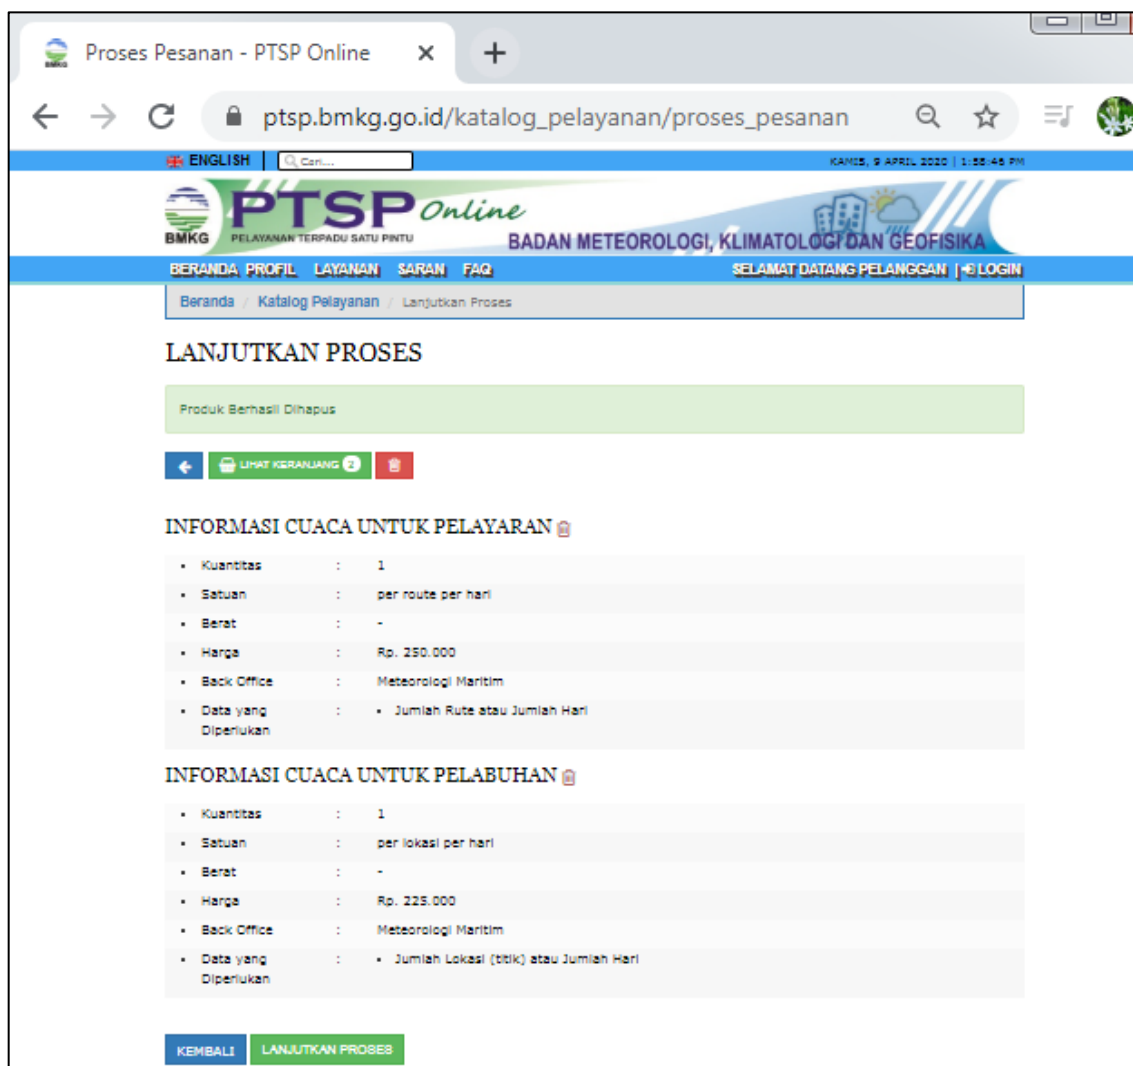 Proses Pesanan - PTSP Online
ptsp.bmkg.go.id/katalog_pelayanan/proses_pesanan
ENGLISH | Cari... KAMIS, 9 APRIL 2020 | 1:58:46 PM
BMKG PTSP Online
PELAYANAN TERPADU SATU PINTU
BADAN METEOROLOGI, KLIMATOLOGI DAN GEOFISIKA
BERANDA PROFIL LAYANAN SARAN FAQ SELAMAT DATANG PELANGGAN | LOGIN
Beranda / Katalog Pelayanan / Lanjutkan Proses
LANJUTKAN PROSES
Produk Berhasil Dihapus
LIHAT KERANJANG 2
INFORMASI CUACA UNTUK PELAYARAN
• Kuantitas : 1
• Satuan : per route per hari
• Berat : -
• Harga : Rp. 250.000
• Back Office : Meteorologi Maritim
• Data yang Diperlukan : • Jumlah Rute atau Jumlah Hari
INFORMASI CUACA UNTUK PELABUHAN
• Kuantitas : 1
• Satuan : per lokasi per hari
• Berat : -
• Harga : Rp. 225.000
• Back Office : Meteorologi Maritim
• Data yang Diperlukan : • Jumlah Lokasi (titik) atau Jumlah Hari
KEMBALI LANJUTKAN PROSES